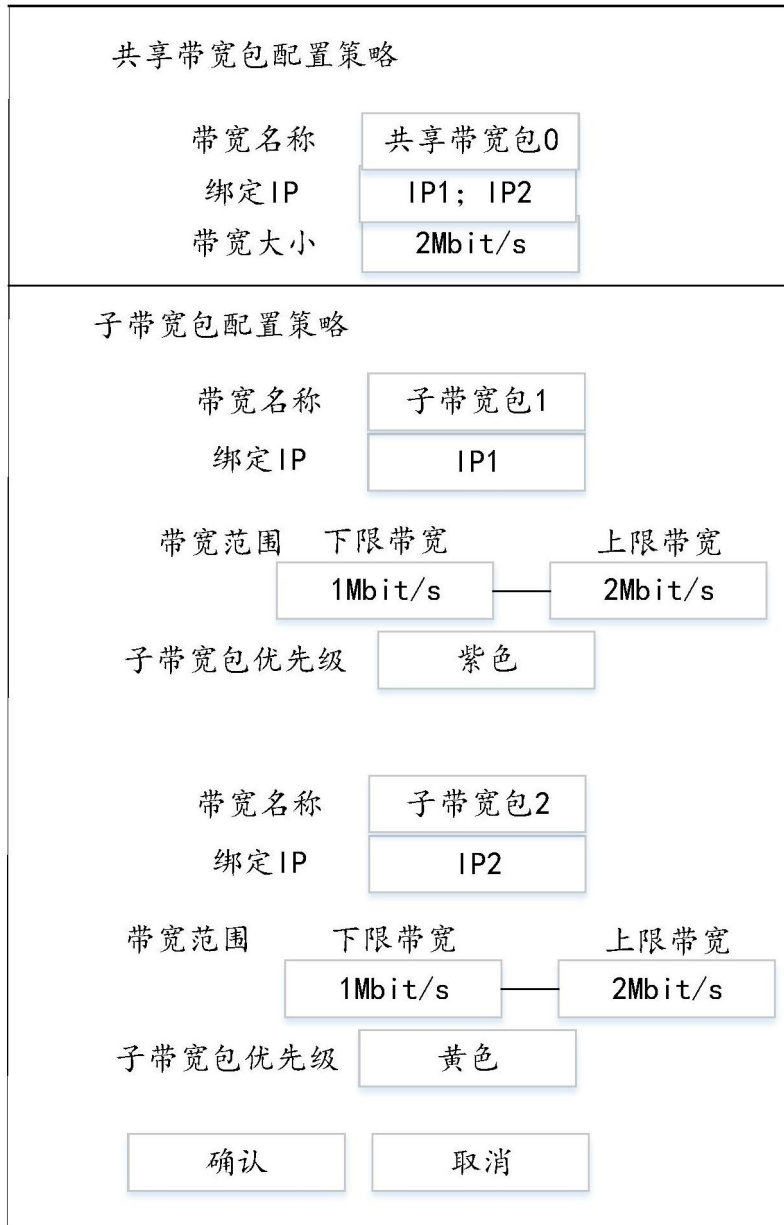 共享带宽包配置策略
带宽名称 共享带宽包0
绑定IP IP1; IP2
带宽大小 2Mbit/s
子带宽包配置策略
带宽名称 子带宽包1
绑定IP IP1
带宽范围 下限带宽 上限带宽
1Mbit/s 2Mbit/s
子带宽包优先级 紫色
带宽名称 子带宽包2
绑定IP IP2
带宽范围 下限带宽 上限带宽
1Mbit/s 2Mbit/s
子带宽包优先级 黄色
确认 取消